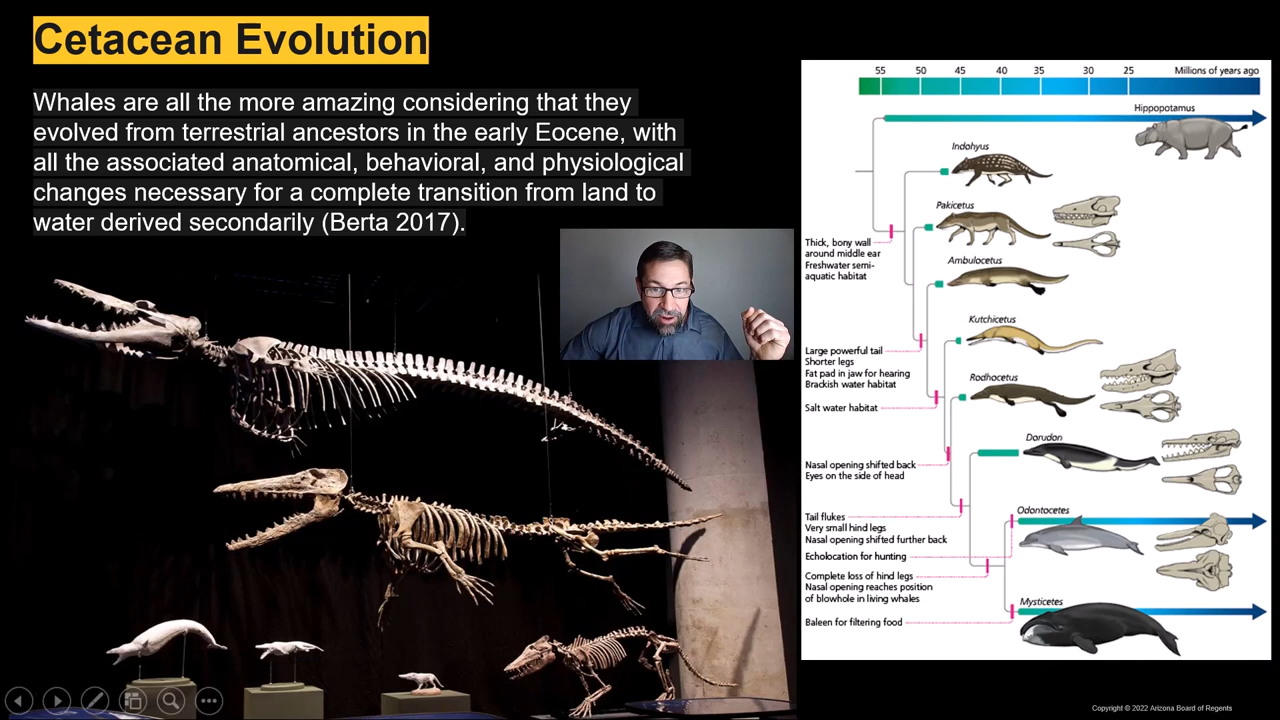 Cetacean Evolution
Whales are all the more amazing considering that they
evolved from terrestrial ancestors in the early Eocene, with
all the associated anatomical, behavioral, and physiological
changes necessary for a complete transition from land to
water derived secondarily (Berta 2017).
55 50 45 40 35 30 25 Millions of years ago
Hippopotamus
Indohyus
Pakicetus
Thick, bony wall
around middle ear
Freshwater semi-
aquatic habitat
Ambulocetus
Kutchicetus
Large powerful tail
Shorter legs
Fat pad in jaw for hearing
Brackish water habitat
Rodhocetus
Salt water habitat
Dorudon
Nasal opening shifted back
Eyes on the side of head
Odontocetes
Tail flukes
Very small hind legs
Nasal opening shifted further back
Echolocation for hunting
Complete loss of hind legs
Nasal opening reaches position
of blowhole in living whales
Mysticetes
Baleen for filtering food
Copyright © 2022 Arizona Board of Regents